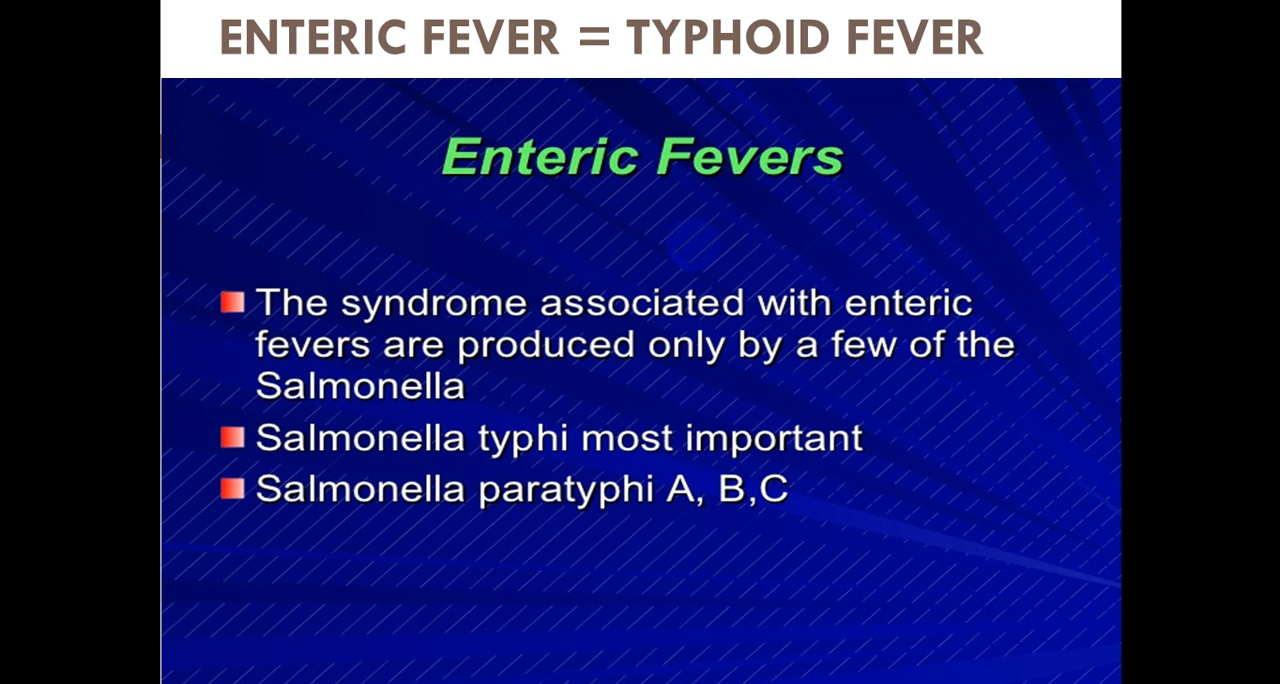 ENTERIC FEVER = TYPHOID FEVER
Enteric Fevers
The syndrome associated with enteric
fevers are produced only by a few of the
Salmonella
Salmonella typhi most important
Salmonella paratyphi A, B,C